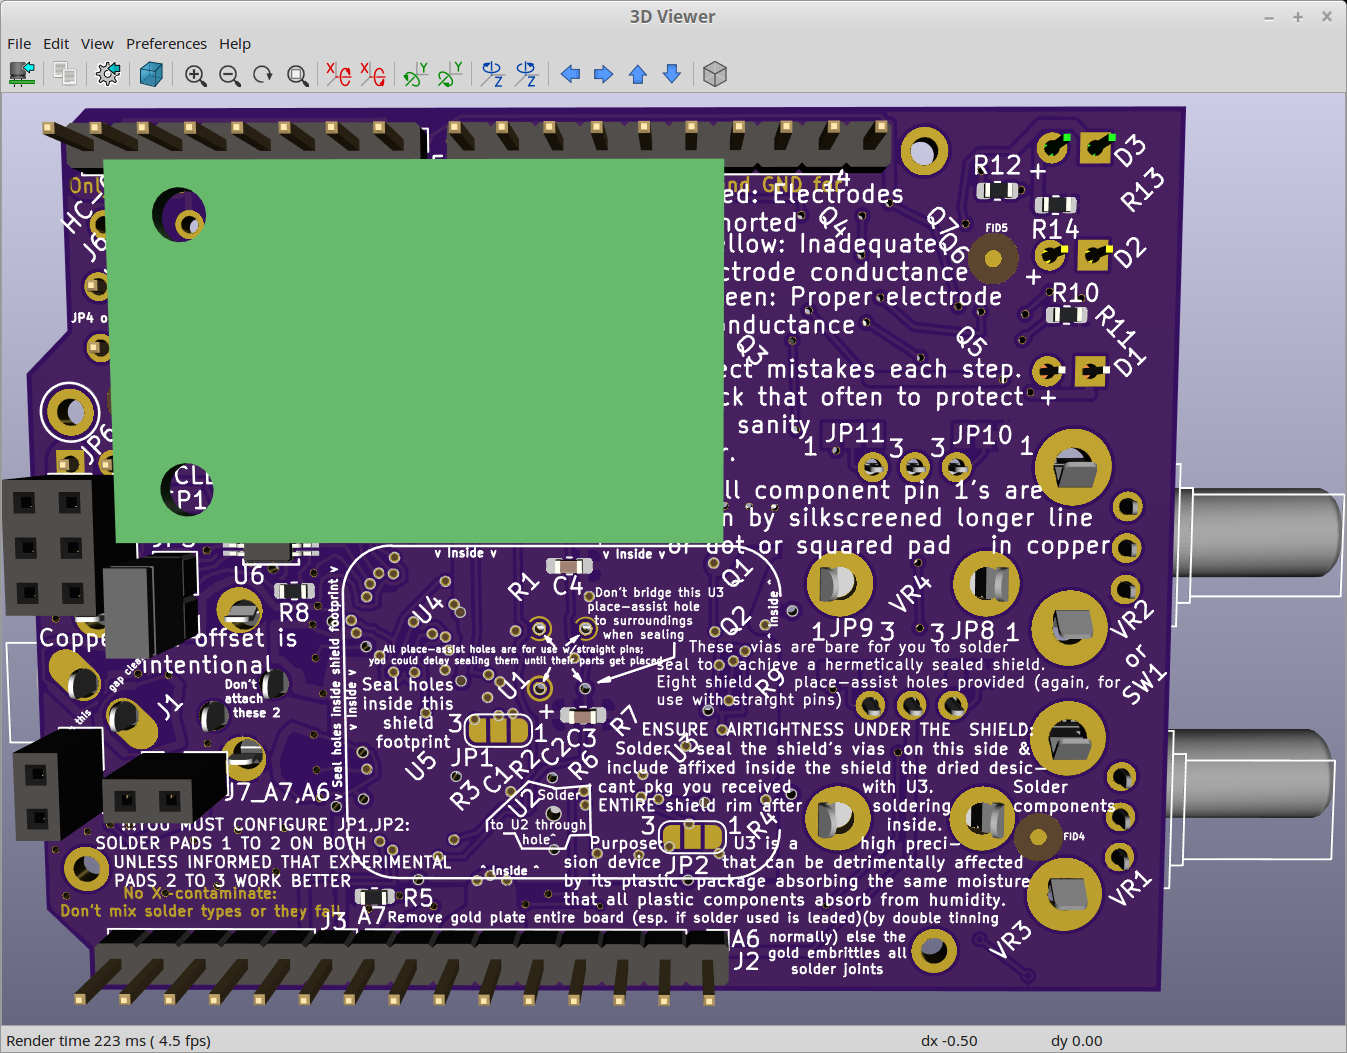 3D Viewer
File Edit View Preferences Help
D3
R12 +
R13
J4
Onl
nd GND for
ed: Electrodes
horted
HC_
J6
Q4
Q7
Q6
FID5
R14
D2
ellow: Inadequate
ctrode conductance
+
een: Proper electrode
onductance
R10
R11
JP4 o
Q3
Q5
D1
ect mistakes each step.
ck that often to protect +
sanity
JP6
r.
1 JP11 3 3 JP10 1
CLE
P1
ll component pin 1's are
n by silkscreened longer line
or dot or squared pad in copper
JP5
U6
R8
v Inside v
v Inside v
C4
R1
U4
Q1
Q2
Inside
Don't bridge this U3
place-assist hole
to surroundings
when sealing
VR4
VR2
or
SW1
1 JP9 3 3 JP8 1
Coppe offset is
intentional
All place-assist holes are for use w/straight pins;
you could delay sealing them until their parts get placed
These vias are bare for you to solder
seal to achieve a hermetically sealed shield.
Eight shield place-assist holes provided (again, for
use with straight pins)
Seal holes
inside this
shield
footprint
v Seal holes inside shield footprint v
v Inside v
gap clea
this
Don't
attach
these 2
J1
U1
R9
+
C3
R7
3 JP1 1
U5
U3
ENSURE AIRTIGHTNESS UNDER THE SHIELD:
Solder seal the shield's vias on this side &
include affixed inside the shield the dried desic-
cant pkg you received with U3. Solder
ENTIRE shield rim after soldering components
inside.
R3
C1
R2
C2
R6
U2
Solder
to U2 through
hole
R4
3 JP2 1
FID4
Purpose: U3 is a high preci-
sion device that can be detrimentally affected
by its plastic package absorbing the same moisture
that all plastic components absorb from humidity.
J7_A7,A6
!!!YOU MUST CONFIGURE JP1,JP2:
SOLDER PADS 1 TO 2 ON BOTH
UNLESS INFORMED THAT EXPERIMENTAL
PADS 2 TO 3 WORK BETTER
^Inside ^
No X-contaminate:
Don't mix solder types or they fail
R5
VR1
VR3
J3 A7
Remove gold plate entire board (esp. if solder used is leaded)(by double tinning
normally) else the
gold embrittles all
solder joints
A6
J2
Render time 223 ms ( 4.5 fps) dx -0.50 dy 0.00